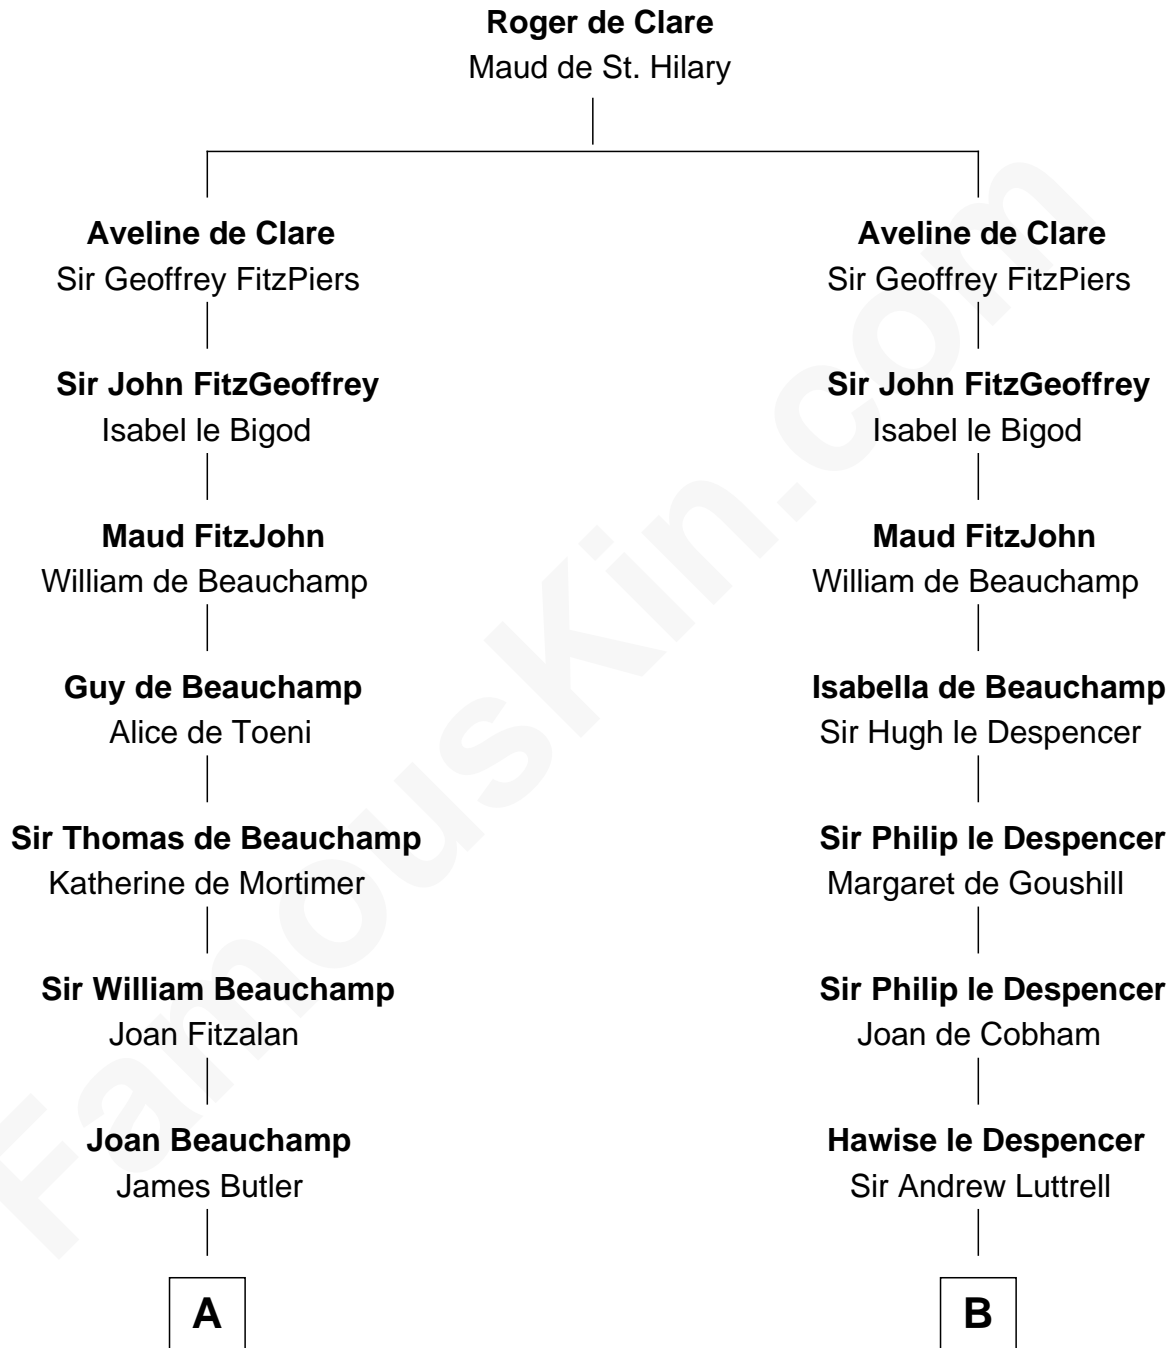 Roger de Clare
Maud de St. Hilary
Aveline de Clare
Sir Geoffrey FitzPiers
Sir John FitzGeoffrey
Isabel le Bigod
Maud FitzJohn
William de Beauchamp
Guy de Beauchamp
Alice de Toeni
Sir Thomas de Beauchamp
Katherine de Mortimer
Sir William Beauchamp
Joan Fitzalan
Joan Beauchamp
James Butler
A
Aveline de Clare
Sir Geoffrey FitzPiers
Sir John FitzGeoffrey
Isabel le Bigod
Maud FitzJohn
William de Beauchamp
Isabella de Beauchamp
Sir Hugh le Despencer
Sir Philip le Despencer
Margaret de Goushill
Sir Philip le Despencer
Joan de Cobham
Hawise le Despencer
Sir Andrew Luttrell
B
FamousKin.com